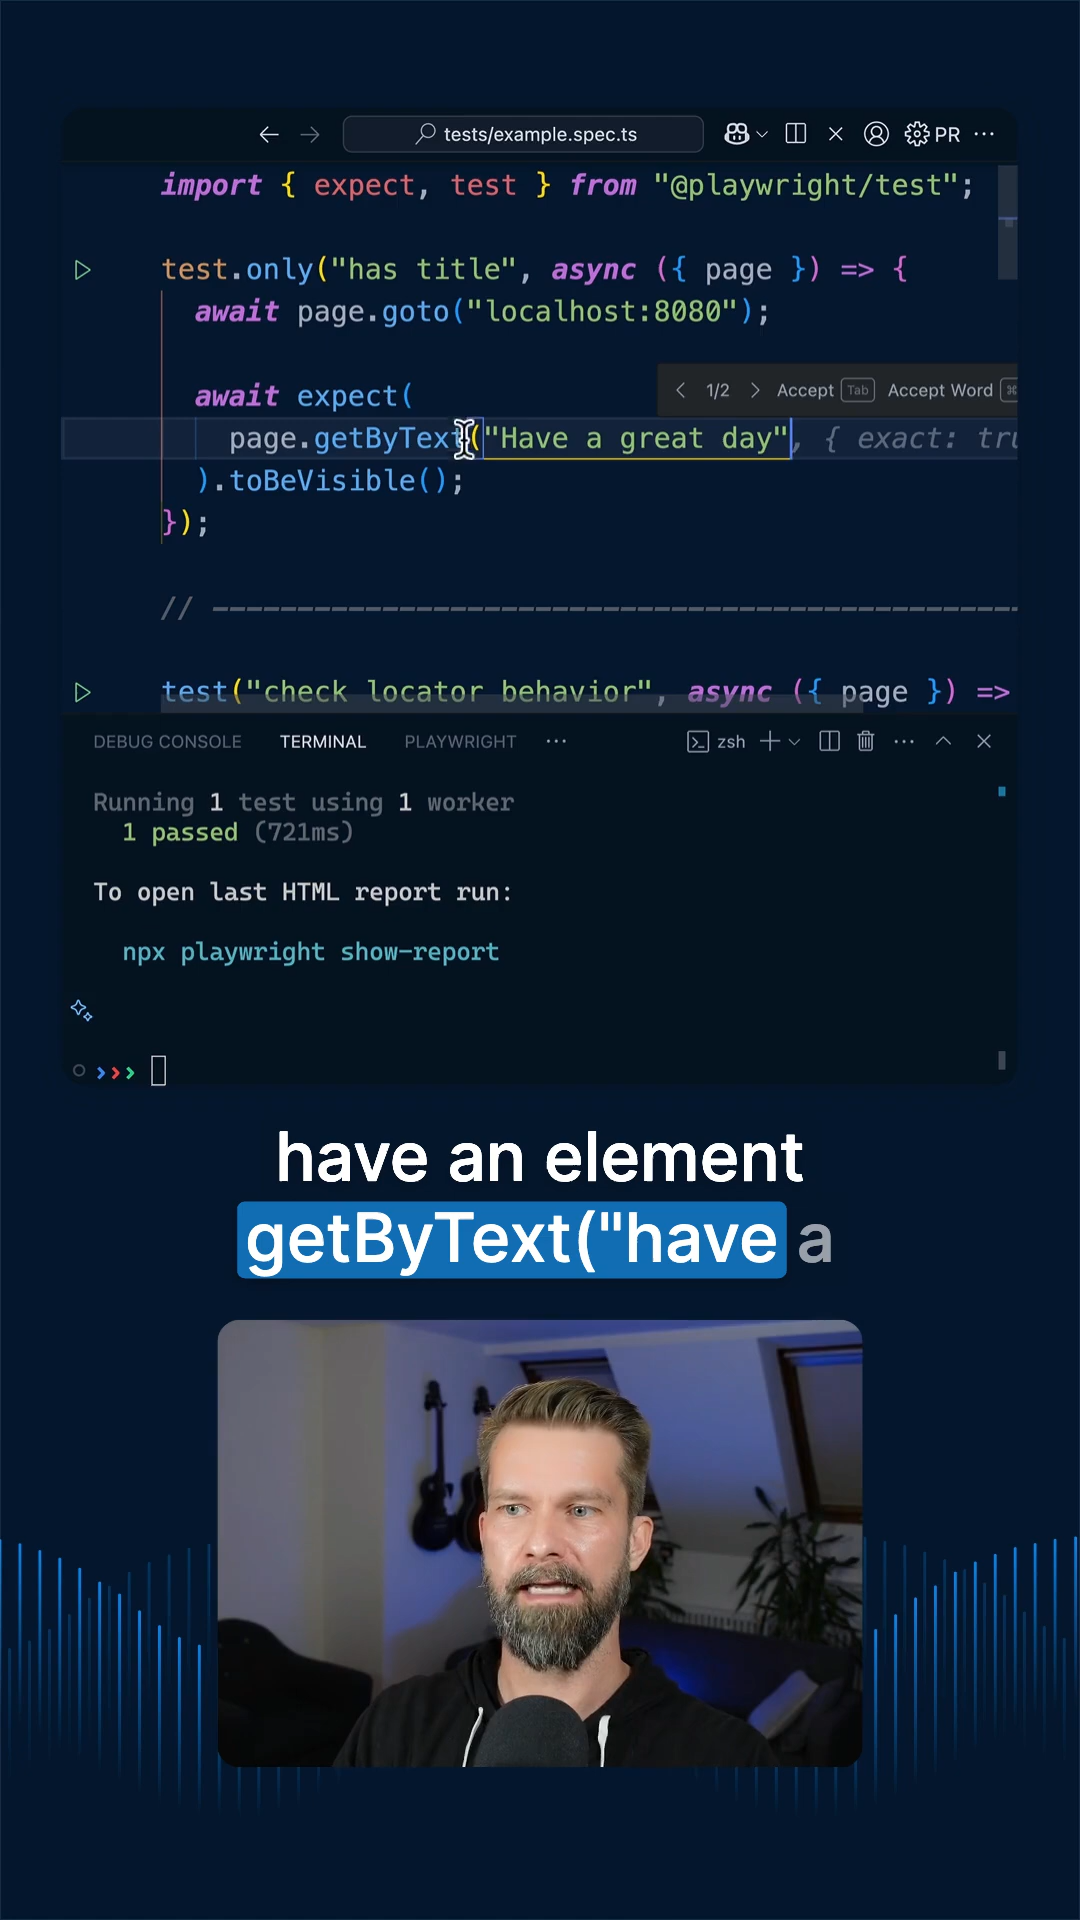 tests/example.spec.ts
PR
import { expect, test } from "@playwright/test";
test.only("has title", async ({ page }) => {
await page.goto("localhost:8080");
1/2 Accept Tab Accept Word ⌘
await expect(
page.getByText("Have a great day", { exact: tru
).toBeVisible();
});
// ------------------------------------------------
test("check locator behavior", async ({ page }) =>
DEBUG CONSOLE TERMINAL PLAYWRIGHT
zsh
Running 1 test using 1 worker
1 passed (721ms)
To open last HTML report run:
npx playwright show-report
❯❯❯
have an element
getByText("have a